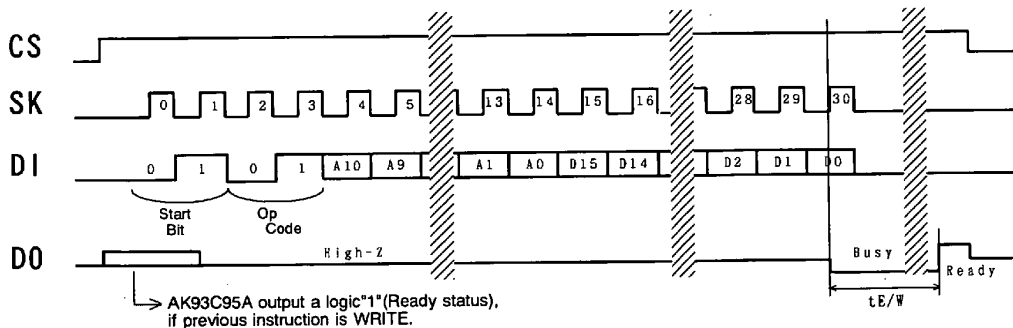 CS
SK
0 1 2 3 4 5 13 14 15 16 28 29 30
DI
0 1 0 1 A10 A9 A1 A0 D15 D14 D2 D1 D0
Start
Bit
Op
Code
DO
High-Z
Busy
Ready
tE/W
AK93C95A output a logic"1"(Ready status),
if previous instruction is WRITE.